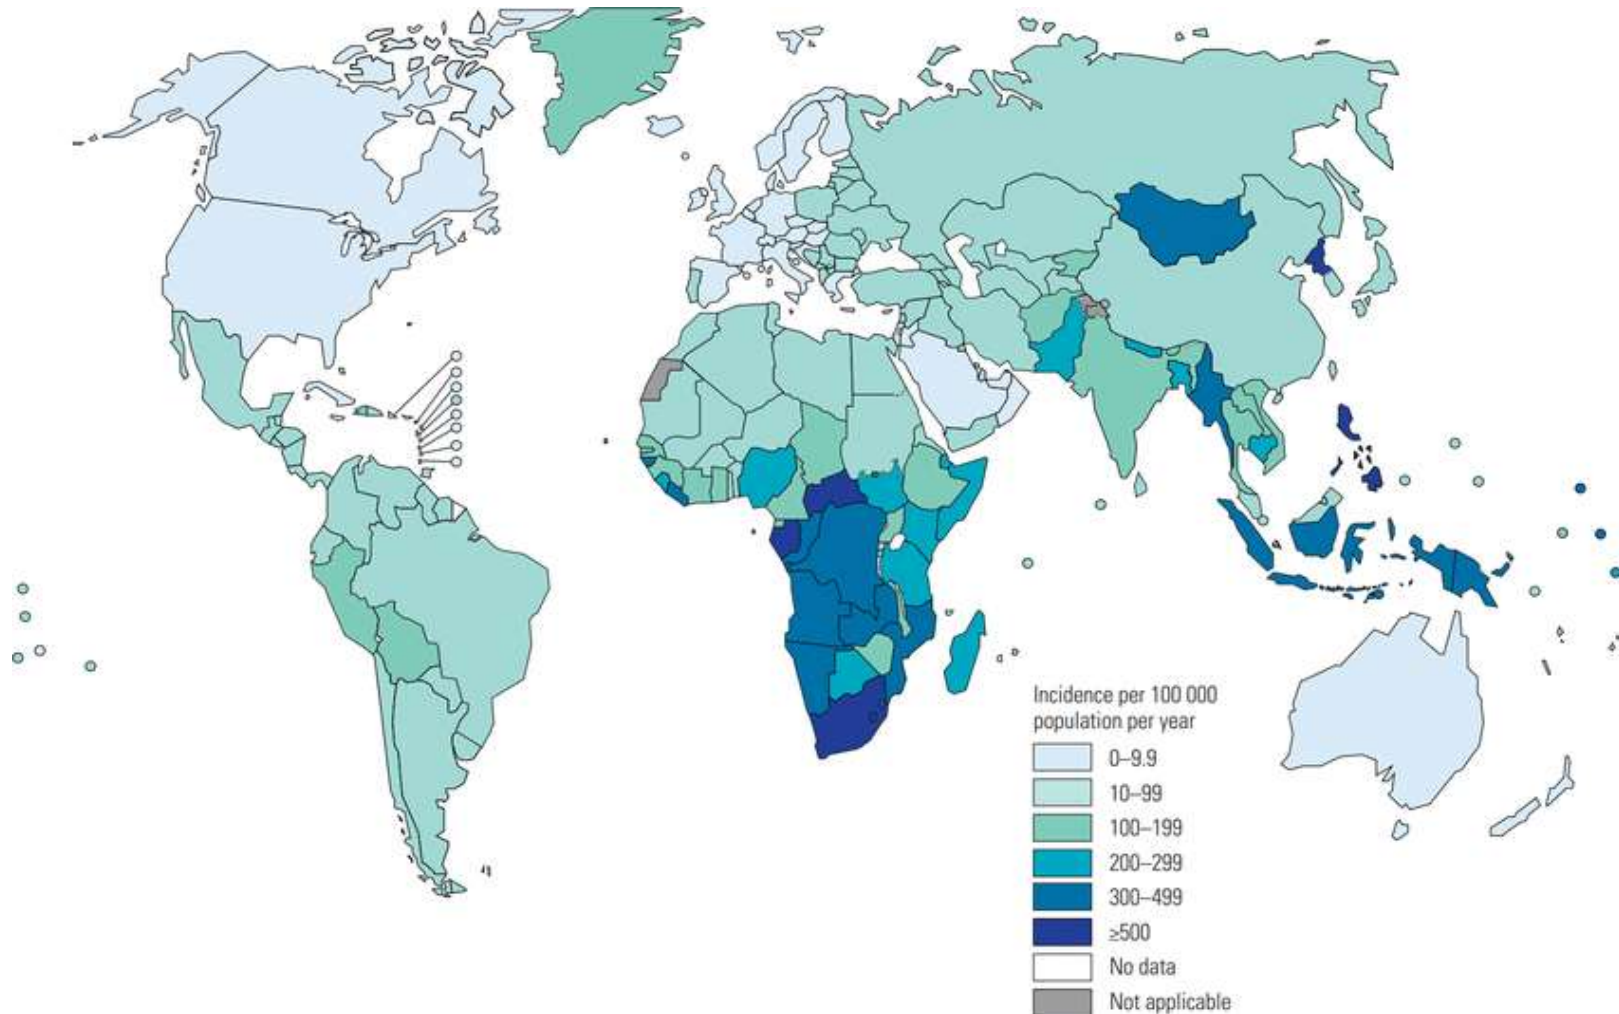 Incidence per 100 000
population per year
0–9.9
10–99
100–199
200–299
300–499
≥500
No data
Not applicable